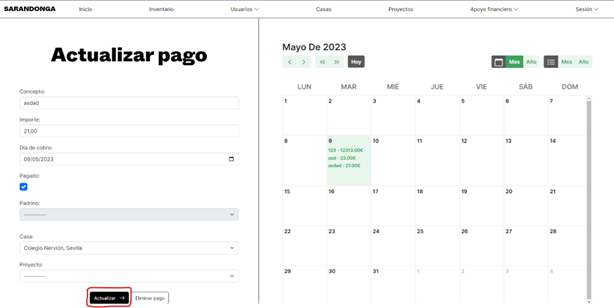 SARANDONGA Inicio Inventario Usuarios Casas Proyectos Apoyo financiero Sesión
Actualizar pago
Concepto:
asdad
Importe:
21,00
Día de cobro:
09/05/2023
Pagado:
Padrino:
---------
Casa:
Colegio Nervión, Sevilla
Proyecto:
---------
Actualizar → Eliminar pago
Mayo De 2023
< > « » Hoy Mes Año Mes Año
LUN MAR MIÉ JUE VIE SÁB DOM
1 2 3 4 5 6 7
8 9 10 11 12 13 14
123 - 12313.00€
asd - 23.00€
asdad - 21.00€
15 16 17 18 19 20 21
22 23 24 25 26 27 28
29 30 31 1 2 3 4